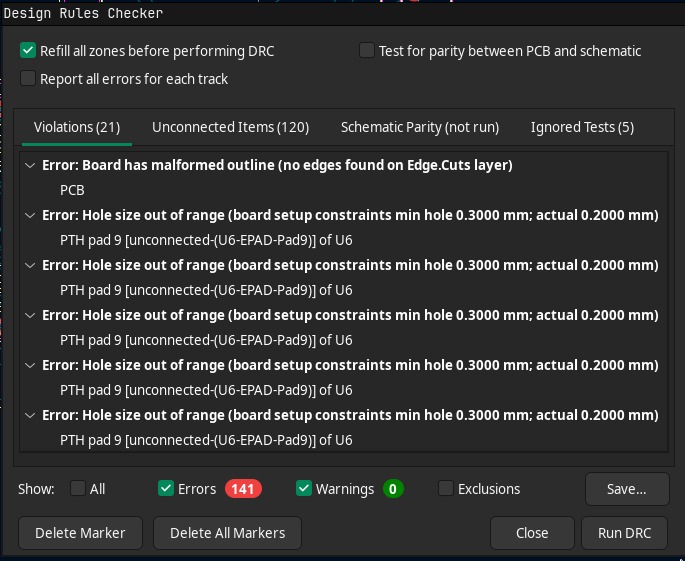 Design Rules Checker
Refill all zones before performing DRC
Test for parity between PCB and schematic
Report all errors for each track
Violations (21)
Unconnected Items (120)
Schematic Parity (not run)
Ignored Tests (5)
Error: Board has malformed outline (no edges found on Edge.Cuts layer)
PCB
Error: Hole size out of range (board setup constraints min hole 0.3000 mm; actual 0.2000 mm)
PTH pad 9 [unconnected-(U6-EPAD-Pad9)] of U6
Error: Hole size out of range (board setup constraints min hole 0.3000 mm; actual 0.2000 mm)
PTH pad 9 [unconnected-(U6-EPAD-Pad9)] of U6
Error: Hole size out of range (board setup constraints min hole 0.3000 mm; actual 0.2000 mm)
PTH pad 9 [unconnected-(U6-EPAD-Pad9)] of U6
Error: Hole size out of range (board setup constraints min hole 0.3000 mm; actual 0.2000 mm)
PTH pad 9 [unconnected-(U6-EPAD-Pad9)] of U6
Error: Hole size out of range (board setup constraints min hole 0.3000 mm; actual 0.2000 mm)
PTH pad 9 [unconnected-(U6-EPAD-Pad9)] of U6
Show:
All
Errors
141
Warnings
0
Exclusions
Save...
Delete Marker
Delete All Markers
Close
Run DRC